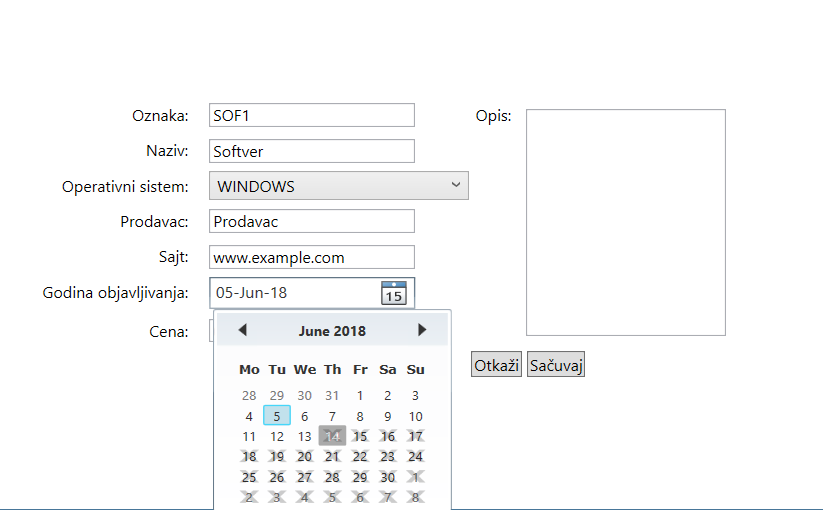 Oznaka: SOF1
Opis:
Naziv: Softver
Operativni sistem: WINDOWS
Prodavac: Prodavac
Sajt: www.example.com
Godina objavljivanja: 05-Jun-18 15
Cena:
June 2018
Mo Tu We Th Fr Sa Su
28 29 30 31 1 2 3
4 5 6 7 8 9 10
11 12 13 14 15 16 17
18 19 20 21 22 23 24
25 26 27 28 29 30 1
2 3 4 5 6 7 8
Otkaži Sačuvaj